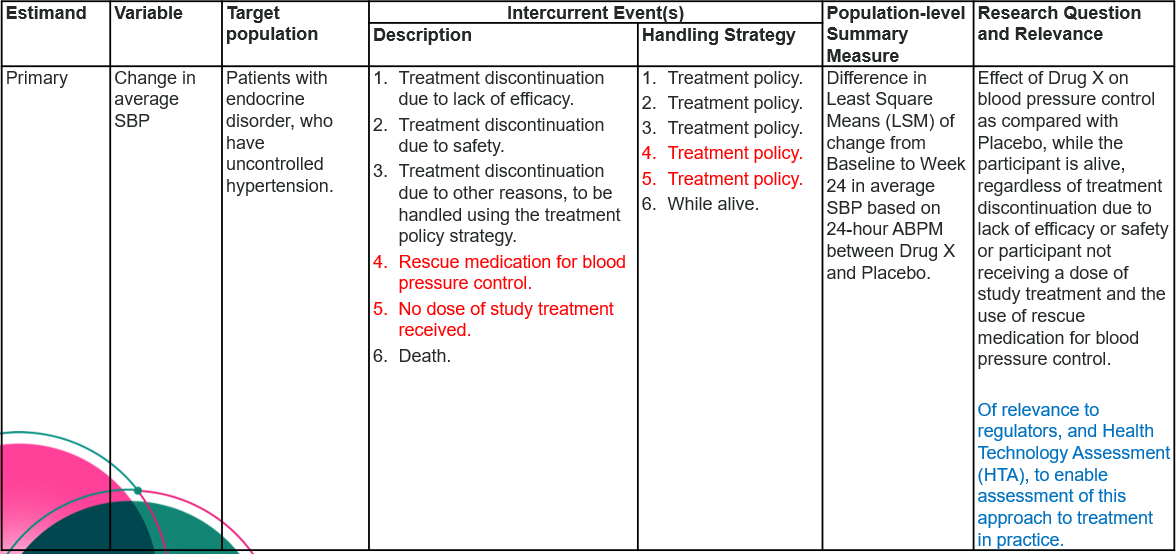 Estimand
Variable
Target
population
Intercurrent Event(s)
Description
Handling Strategy
Population-level
Summary
Measure
Research Question
and Relevance
Primary
Change in
average
SBP
Patients with
endocrine
disorder, who
have
uncontrolled
hypertension.
1. Treatment discontinuation
due to lack of efficacy.
2. Treatment discontinuation
due to safety.
3. Treatment discontinuation
due to other reasons, to be
handled using the treatment
policy strategy.
4. Rescue medication for blood
pressure control.
5. No dose of study treatment
received.
6. Death.
1. Treatment policy.
2. Treatment policy.
3. Treatment policy.
4. Treatment policy.
5. Treatment policy.
6. While alive.
Difference in
Least Square
Means (LSM) of
change from
Baseline to Week
24 in average
SBP based on
24-hour ABPM
between Drug X
and Placebo.
Effect of Drug X on
blood pressure control
as compared with
Placebo, while the
participant is alive,
regardless of treatment
discontinuation due to
lack of efficacy or safety
or participant not
receiving a dose of
study treatment and the
use of rescue
medication for blood
pressure control.
Of relevance to
regulators, and Health
Technology Assessment
(HTA), to enable
assessment of this
approach to treatment
in practice.